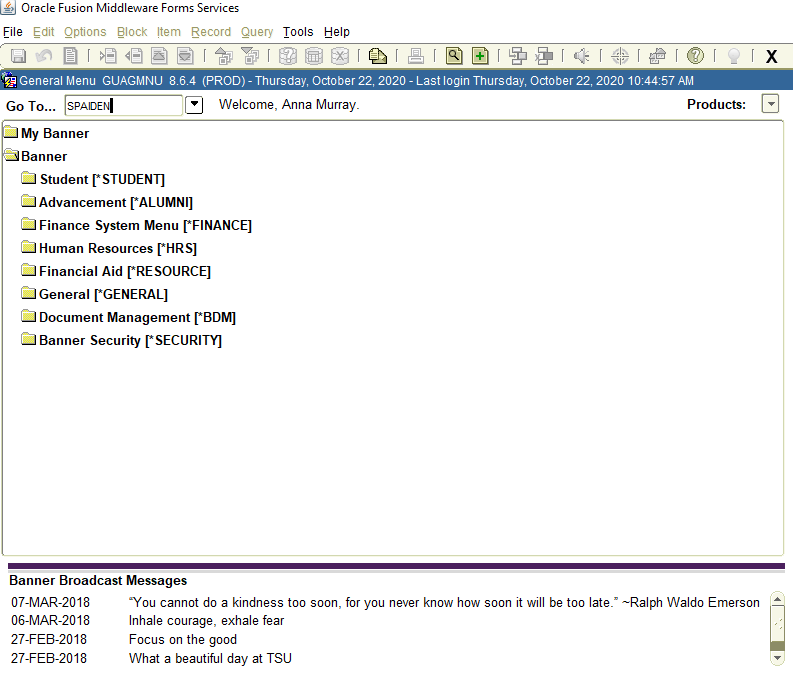 Oracle Fusion Middleware Forms Services
File Edit Options Block Item Record Query Tools Help
X
General Menu GUAGMNU 8.6.4 (PROD) - Thursday, October 22, 2020 - Last login Thursday, October 22, 2020 10:44:57 AM
Go To... SPAIDEN Welcome, Anna Murray. Products:
My Banner
Banner
Student [*STUDENT]
Advancement [*ALUMNI]
Finance System Menu [*FINANCE]
Human Resources [*HRS]
Financial Aid [*RESOURCE]
General [*GENERAL]
Document Management [*BDM]
Banner Security [*SECURITY]
Banner Broadcast Messages
07-MAR-2018 “You cannot do a kindness too soon, for you never know how soon it will be too late.” ~Ralph Waldo Emerson
06-MAR-2018 Inhale courage, exhale fear
27-FEB-2018 Focus on the good
27-FEB-2018 What a beautiful day at TSU